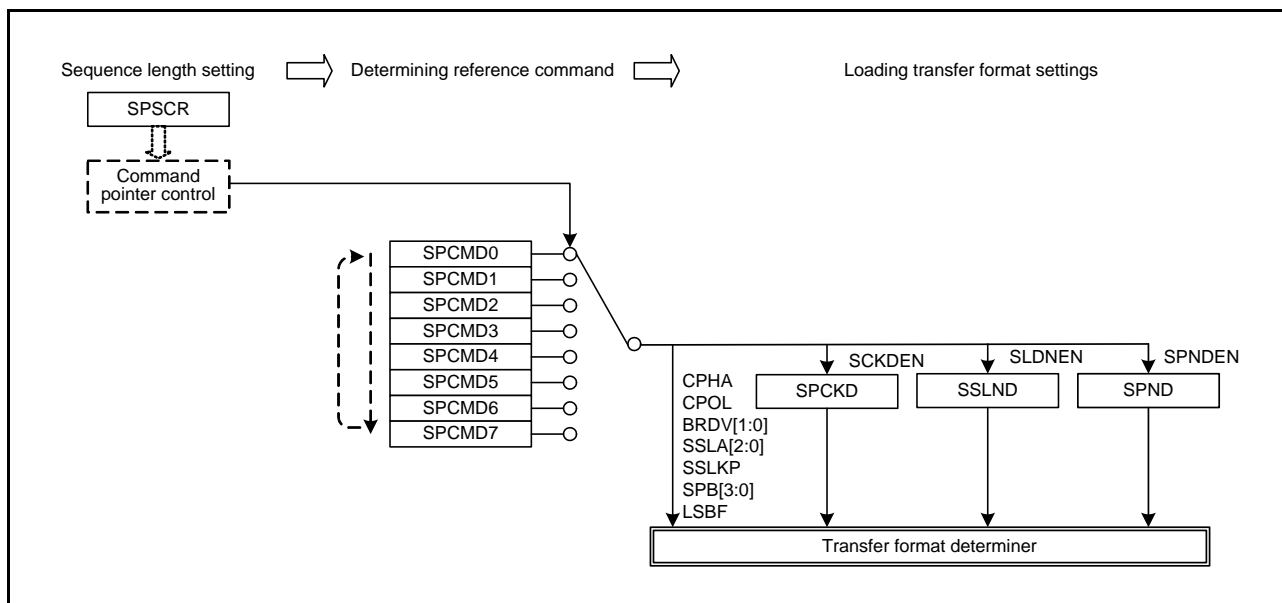 Sequence length setting
Determining reference command
Loading transfer format settings
SPSCR
Command
pointer control
SPCMD0
SPCMD1
SPCMD2
SPCMD3
SPCMD4
SPCMD5
SPCMD6
SPCMD7
CPHA
CPOL
BRDV[1:0]
SSLA[2:0]
SSLKP
SPB[3:0]
LSBF
SCKDEN
SPCKD
SLDNEN
SSLND
SPNDEN
SPND
Transfer format determiner